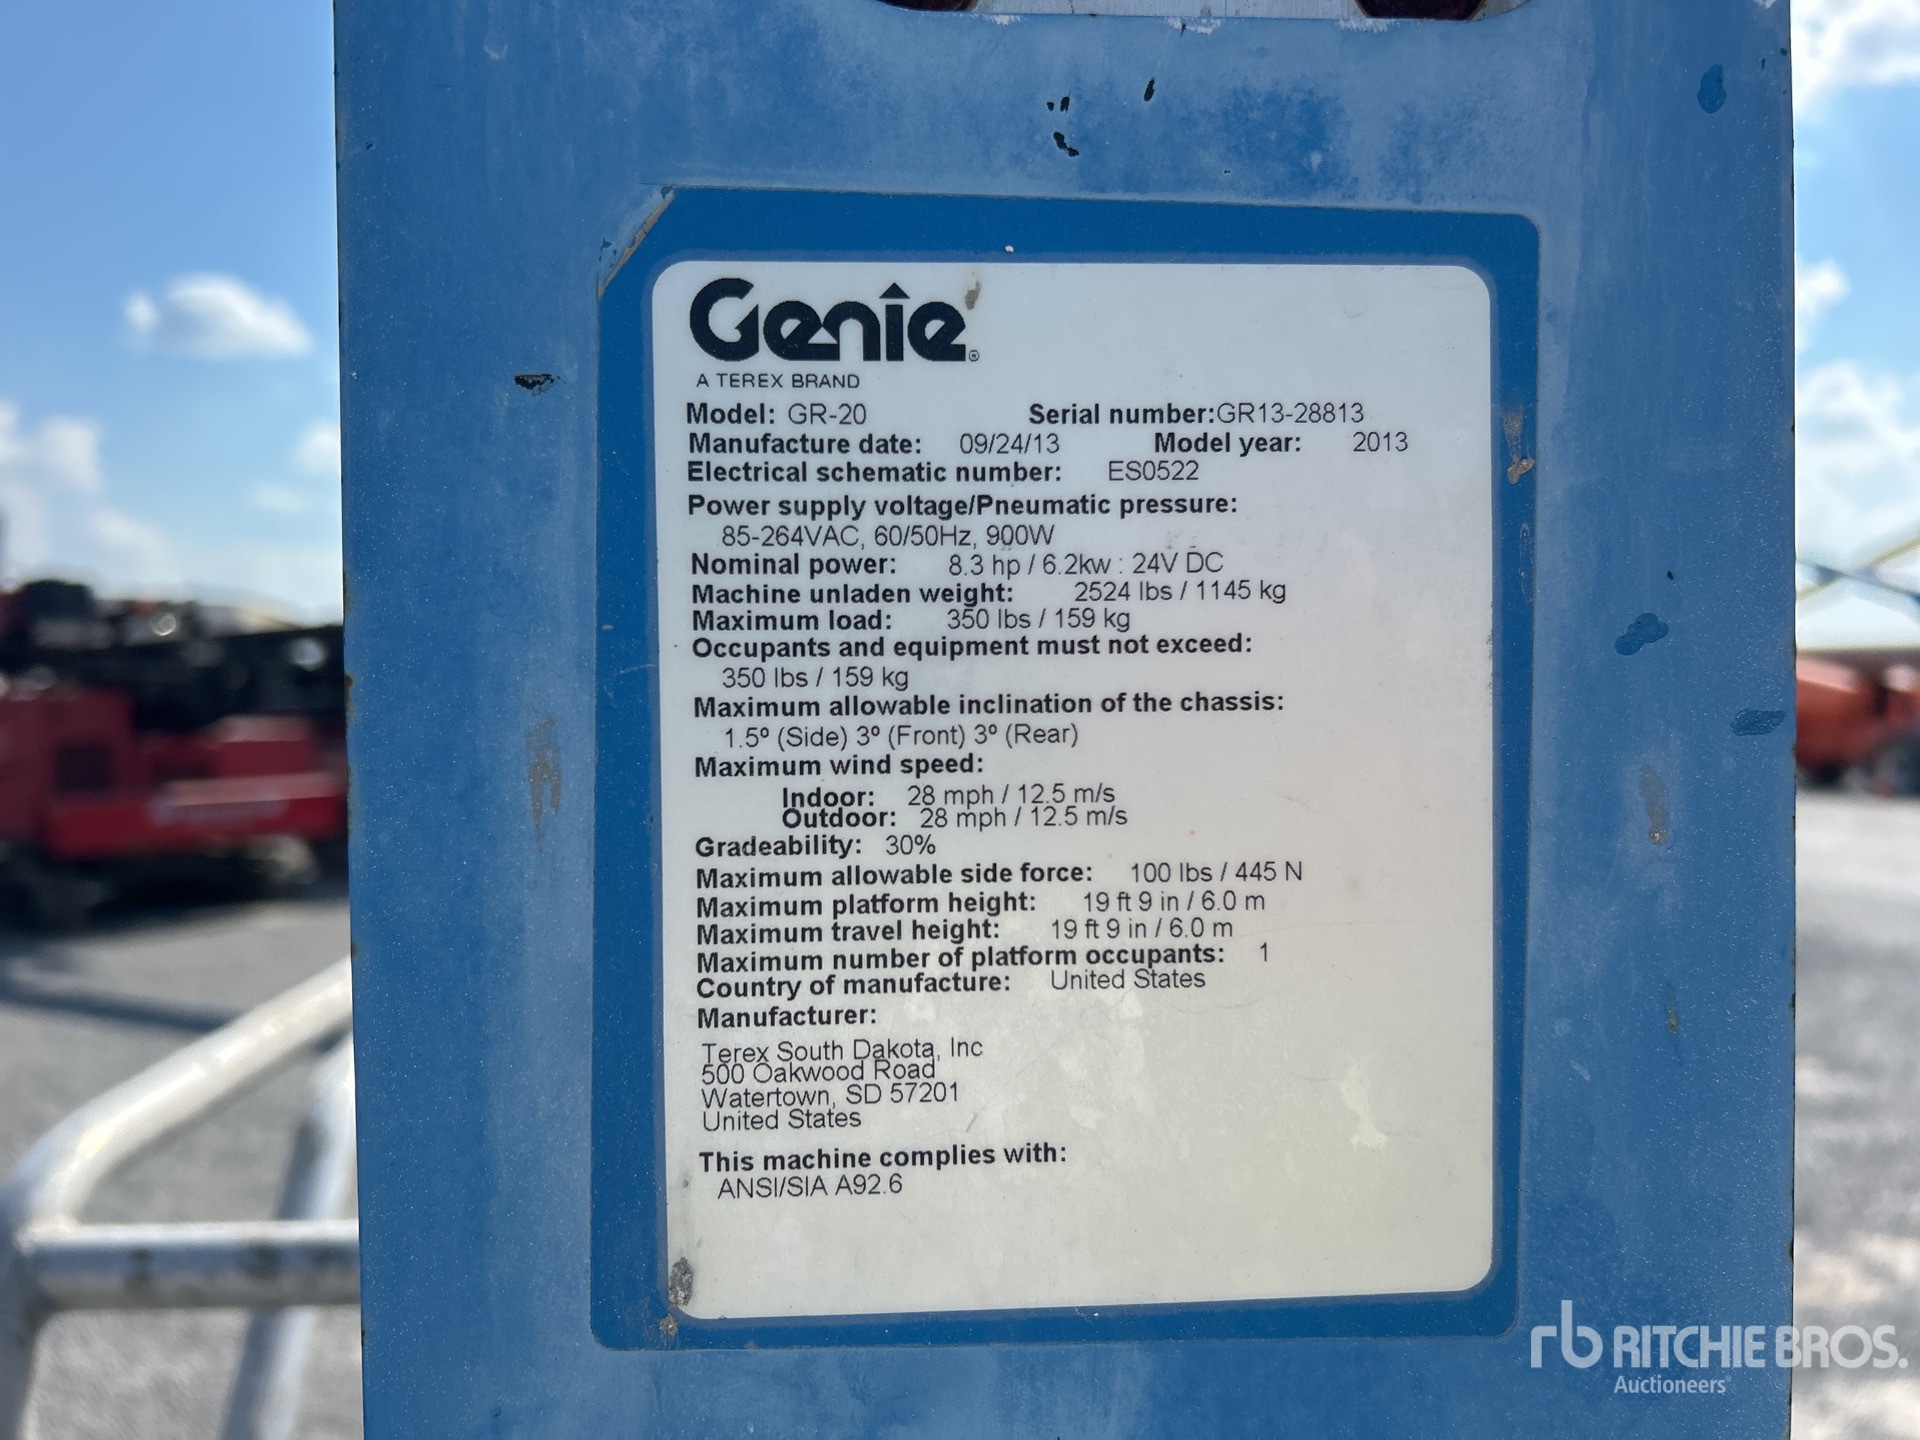 Genie®
A TEREX BRAND
Model: GR-20 Serial number:GR13-28813
Manufacture date: 09/24/13 Model year: 2013
Electrical schematic number: ES0522
Power supply voltage/Pneumatic pressure:
85-264VAC, 60/50Hz, 900W
Nominal power: 8.3 hp / 6.2kw : 24V DC
Machine unladen weight: 2524 lbs / 1145 kg
Maximum load: 350 lbs / 159 kg
Occupants and equipment must not exceed:
350 lbs / 159 kg
Maximum allowable inclination of the chassis:
1.5º (Side) 3º (Front) 3º (Rear)
Maximum wind speed:
Indoor: 28 mph / 12.5 m/s
Outdoor: 28 mph / 12.5 m/s
Gradeability: 30%
Maximum allowable side force: 100 lbs / 445 N
Maximum platform height: 19 ft 9 in / 6.0 m
Maximum travel height: 19 ft 9 in / 6.0 m
Maximum number of platform occupants: 1
Country of manufacture: United States
Manufacturer:
Terex South Dakota, Inc
500 Oakwood Road
Watertown, SD 57201
United States
This machine complies with:
ANSI/SIA A92.6
rb RITCHIE BROS.
Auctioneers